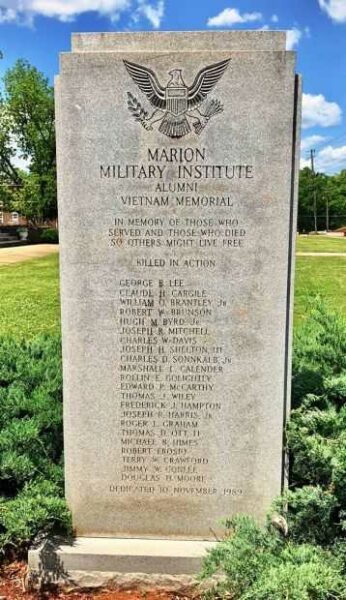 MARION
MILITARY INSTITUTE
ALUMNI
VIETNAM MEMORIAL
IN MEMORY OF THOSE WHO
SERVED AND THOSE WHO DIED
SO OTHERS MIGHT LIVE FREE
KILLED IN ACTION
GEORGE B. LEE
CLAUDE H. CARGILE
WILLIAM BRANTLEY Jr
ROBERT W. BRUNSON
HUGH M. BYRD, Jr
JOSEPH R. MITCHELL
CHARLES W. DAVIS
JOSEPH H. SHELTON III
CHARLES D. SONNKALB, Jr
MARSHALL L. CALENDER
ROLLIN E. GOLIGHTLY
EDWARD P. McCARTHY
THOMAS J. WILEY
FREDERICK J. HAMPTON
JOSEPH R. HARRIS, Jr
ROGER L. GRAHAM
THOMAS D. OTT II
MICHAEL HIMES
ROBERT EROSTO
TERRY W. CRAWFORD
JIMMY W. CONLEE
DOUGLAS MOORE
DEDICATED 10 NOVEMBER 1989